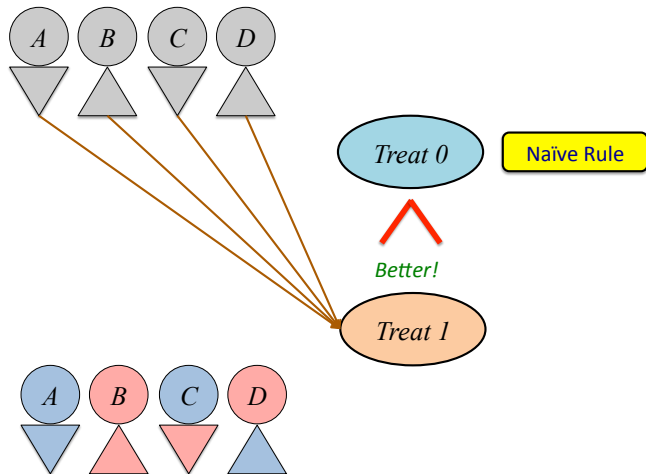 A B C D
Treat 0
Naïve Rule
Better!
Treat 1
A B C D